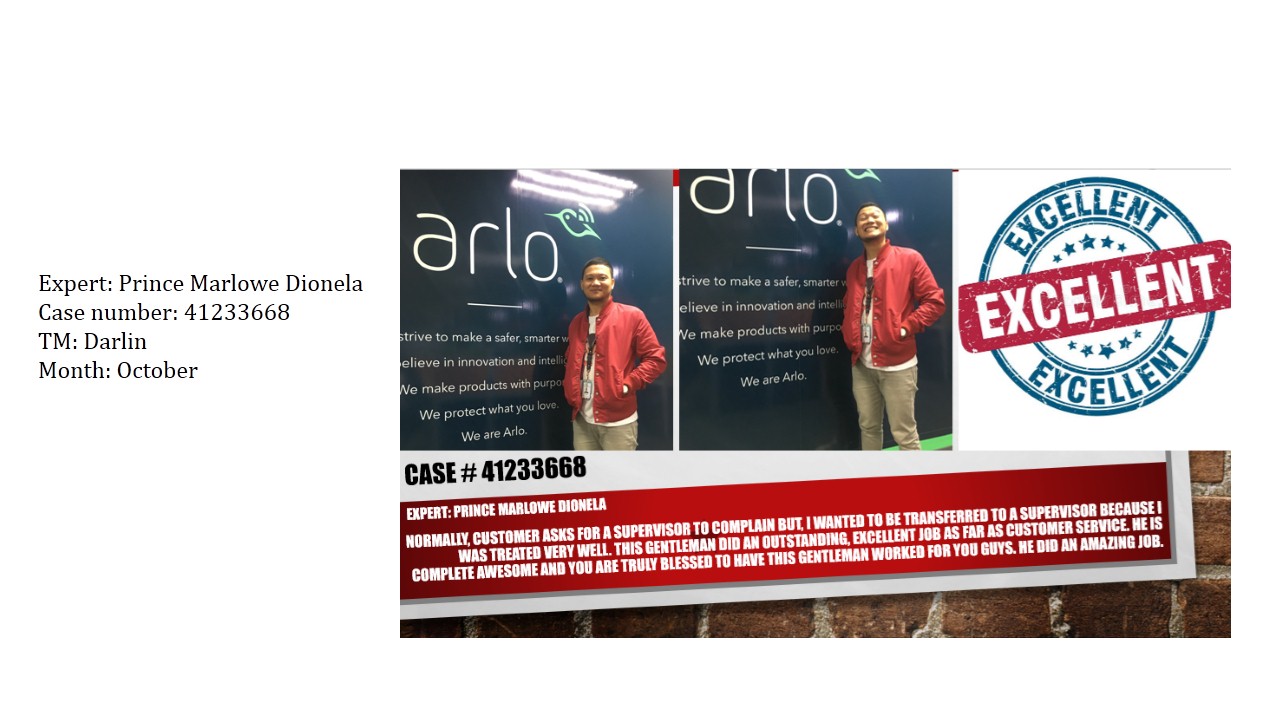 Expert: Prince Marlowe Dionela
Case number: 41233668
TM: Darlin
Month: October
arlo
strive to make a safer, smarter w
believe in innovation and intelli
We make products with purpo
We protect what you love.
We are Arlo.
arlo
strive to make a safer, smarter w
elieve in innovation and intelli
We make products with purpo
We protect what you love.
We are Arlo.
EXCELLENT
EXCELLENT
EXCELLENT
CASE # 41233668
EXPERT: PRINCE MARLOWE DIONELA
NORMALLY, CUSTOMER ASKS FOR A SUPERVISOR TO COMPLAIN BUT, I WANTED TO BE TRANSFERRED TO A SUPERVISOR BECAUSE I
WAS TREATED VERY WELL. THIS GENTLEMAN DID AN OUTSTANDING, EXCELLENT JOB AS FAR AS CUSTOMER SERVICE. HE IS
COMPLETE AWESOME AND YOU ARE TRULY BLESSED TO HAVE THIS GENTLEMAN WORKED FOR YOU GUYS. HE DID AN AMAZING JOB.